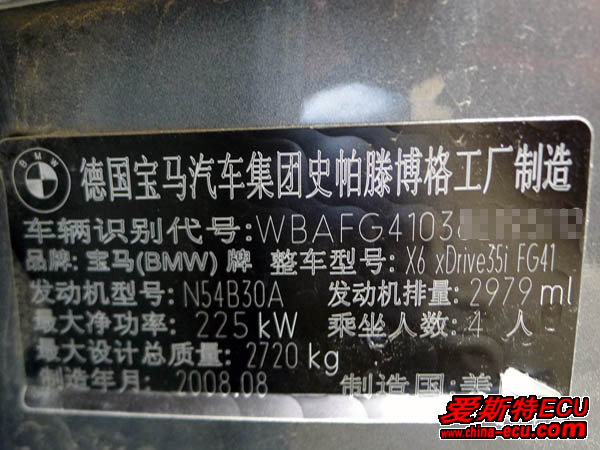 BMW
德国宝马汽车集团史帕滕博格工厂制造
车辆识别代号:WBAFG4103
品牌: 宝马(BMW) 牌 整车型号: X6 xDrive35i FG41
发动机型号: N54B30A 发动机排量: 2979 ml
最大净功率: 225 kW 乘坐人数: 4 人
最大设计总质量: 2720 kg
制造年月: 2008.08 制造国:美
爱斯特ECU
www.china-ecu.com